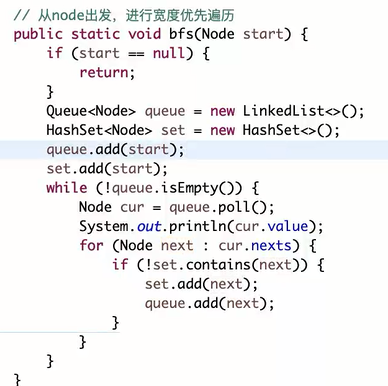 // 从node出发，进行宽度优先遍历
public static void bfs(Node start) {
    if (start == null) {
        return;
    }
    Queue<Node> queue = new LinkedList<>();
    HashSet<Node> set = new HashSet<>();
    queue.add(start);
    set.add(start);
    while (!queue.isEmpty()) {
        Node cur = queue.poll();
        System.out.println(cur.value);
        for (Node next : cur.nexts) {
            if (!set.contains(next)) {
                set.add(next);
                queue.add(next);
            }
        }
    }
}